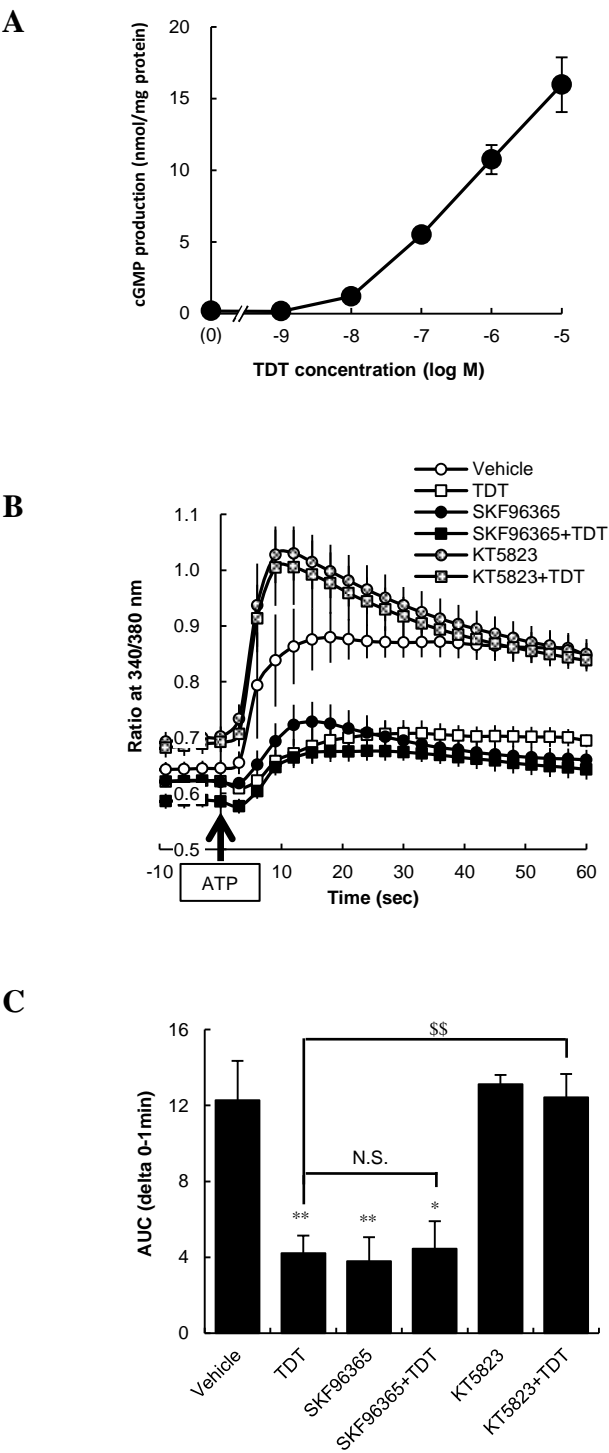 A
cGMP production (nmol/mg protein)
20
15
10
5
0
(0)
-9
-8
-7
-6
-5
TDT concentration (log M)
B
Vehicle
TDT
SKF96365
SKF96365+TDT
KT5823
KT5823+TDT
Ratio at 340/380 nm
1.1
1.0
0.9
0.8
0.7
0.6
0.5
-10
10
20
30
40
50
60
ATP
Time (sec)
C
AUC (delta 0-1min)
16
12
8
4
0
$$
N.S.
**
**
*
Vehicle
TDT
SKF96365
SKF96365+TDT
KT5823
KT5823+TDT